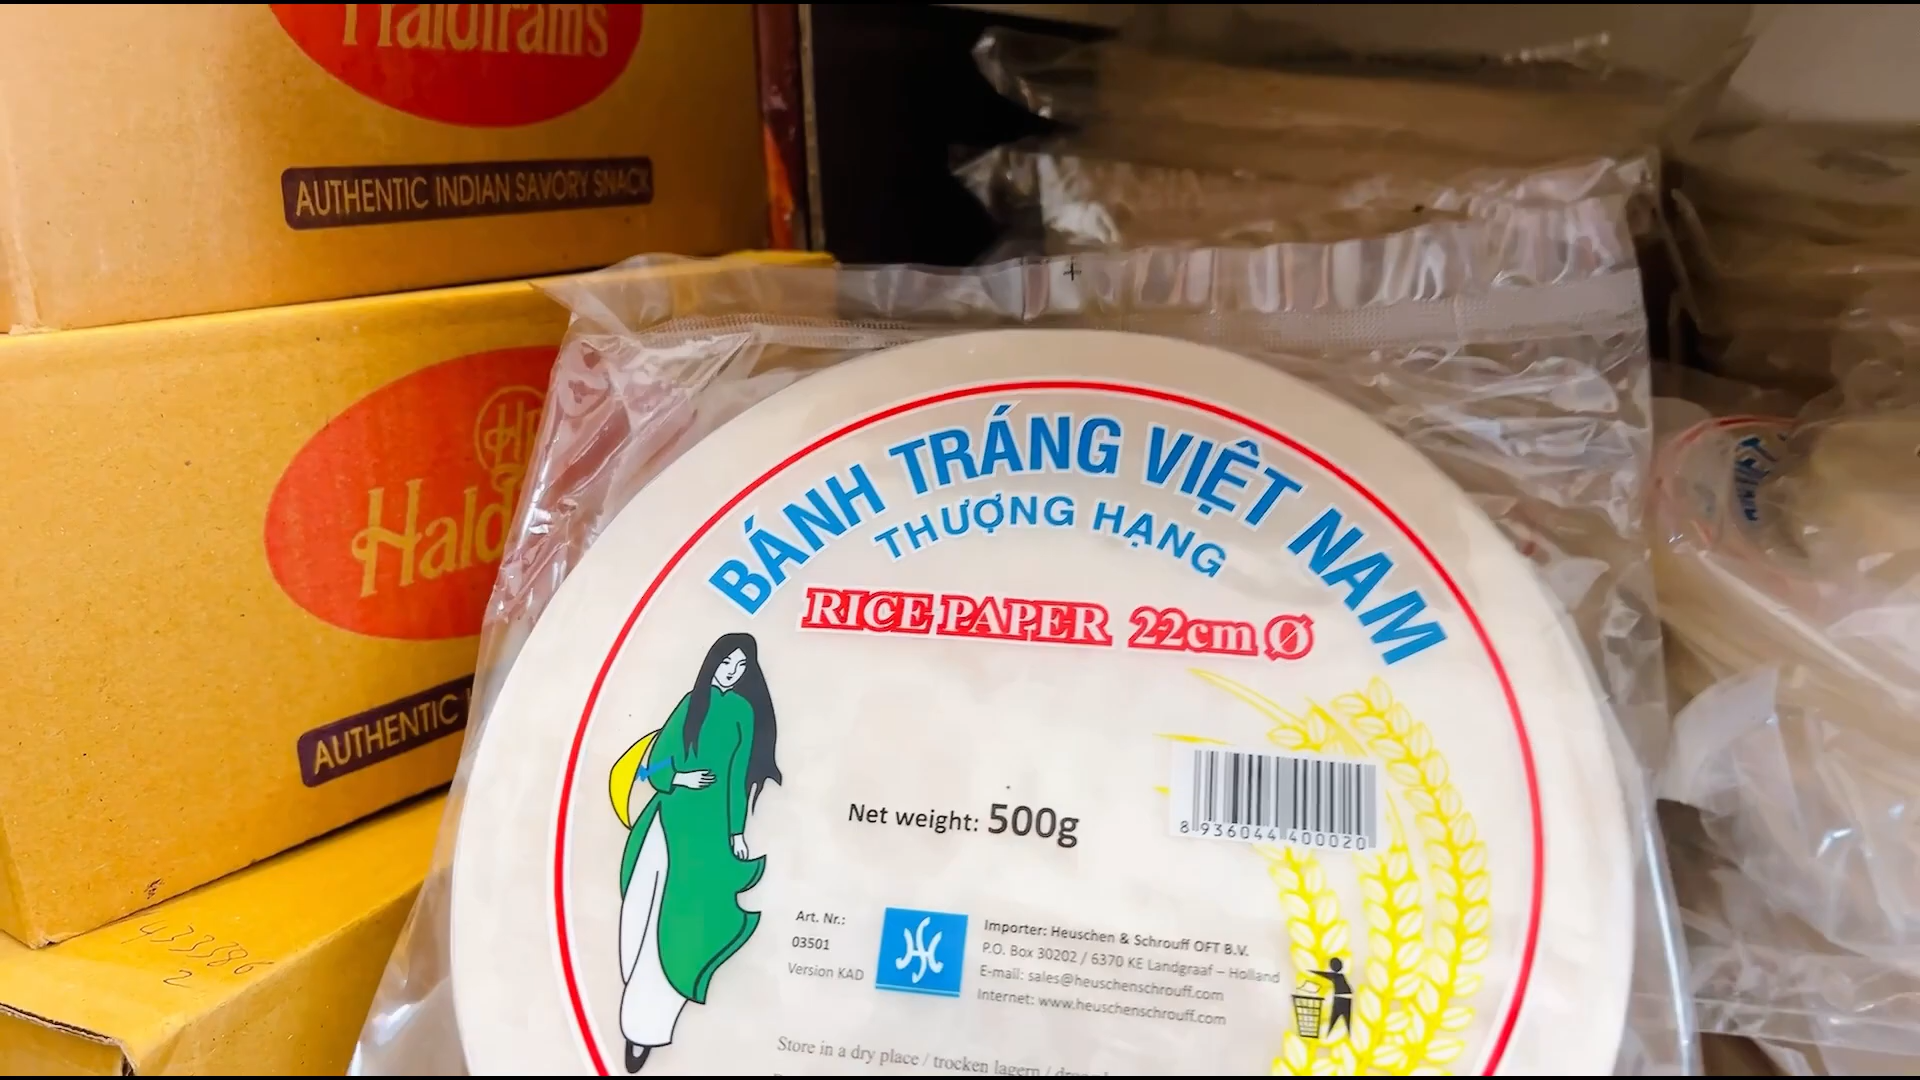 Haldiram's
AUTHENTIC INDIAN SAVORY SNACK
AUTHENTIC
BÁNH TRÁNG VIỆT NAM
THƯỢNG HẠNG
RICE PAPER 22cm Ø
Net weight: 500g
8 936044 400020
Art. Nr.:
03501
Version KAD
Importer: Heuschen & Schrouff OFT B.V.
P.O. Box 30202 / 6370 KE Landgraaf – Holland
E-mail: sales@heuschenschrouff.com
Internet: www.heuschenschrouff.com
Store in a dry place / trocken lagern /